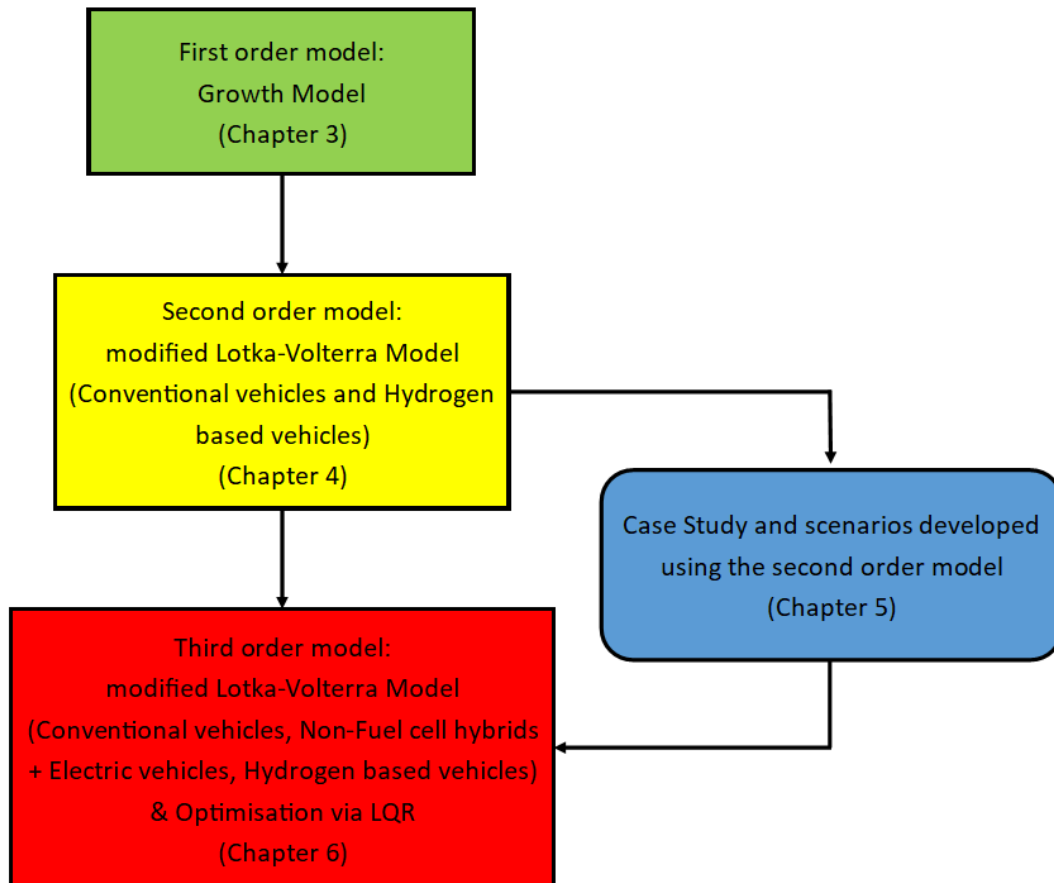 First order model:
Growth Model
(Chapter 3)
Second order model:
modified Lotka-Volterra Model
(Conventional vehicles and Hydrogen
based vehicles)
(Chapter 4)
Case Study and scenarios developed
using the second order model
(Chapter 5)
Third order model:
modified Lotka-Volterra Model
(Conventional vehicles, Non-Fuel cell hybrids
+ Electric vehicles, Hydrogen based vehicles)
& Optimisation via LQR
(Chapter 6)